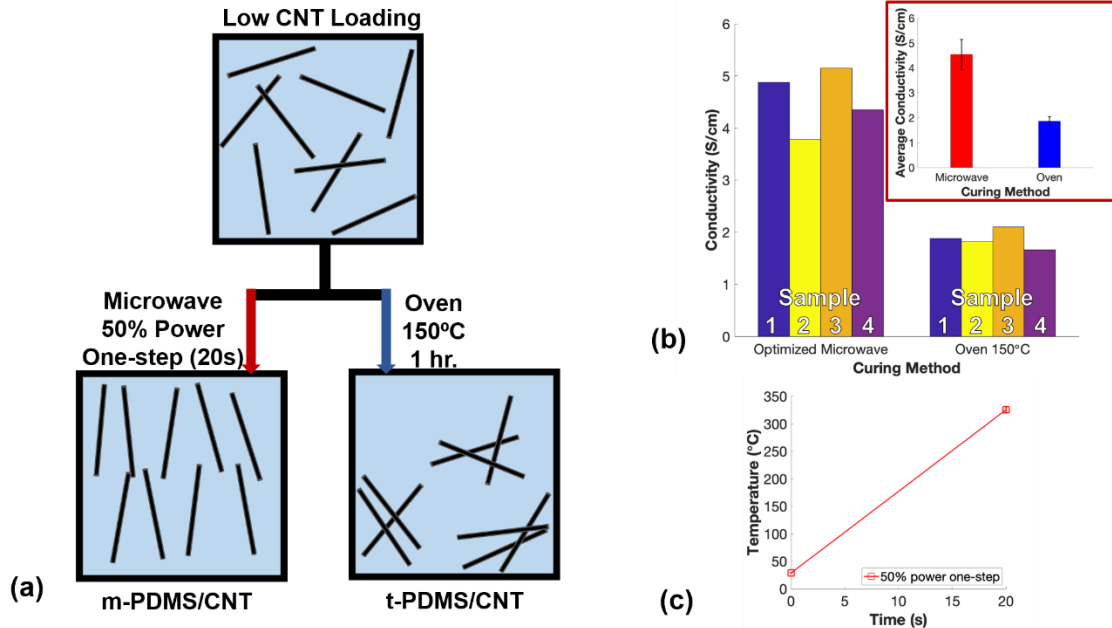 Low CNT Loading
Microwave
50% Power
One-step (20s)
Oven
150ºC
1 hr.
m-PDMS/CNT
t-PDMS/CNT
(a)
Conductivity (S/cm)
6
5
4
3
2
1
0
Sample
1 2 3 4
Sample
1 2 3 4
Optimized Microwave
Oven 150°C
Curing Method
(b)
Average Conductivity (S/cm)
6
5
4
3
2
1
0
Microwave
Oven
Curing Method
Temperature (°C)
350
300
250
200
150
100
50
0
50% power one-step
0 5 10 15 20
Time (s)
(c)